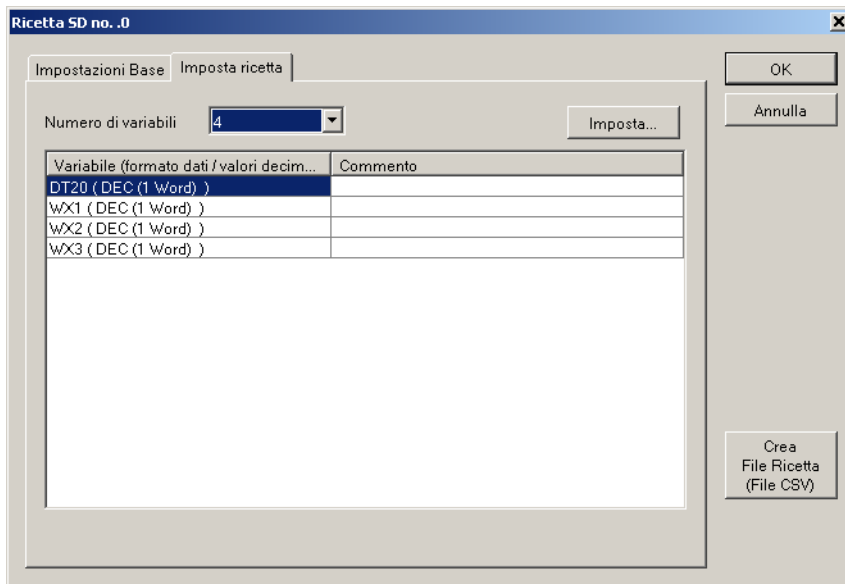 Ricetta SD no. .0
Impostazioni Base
Imposta ricetta
OK
Annulla
Numero di variabili
4
Imposta...
Variabile (formato dati / valori decim...
Commento
DT20 ( DEC (1 Word) )
WX1 ( DEC (1 Word) )
WX2 ( DEC (1 Word) )
WX3 ( DEC (1 Word) )
Crea
File Ricetta
(File CSV)